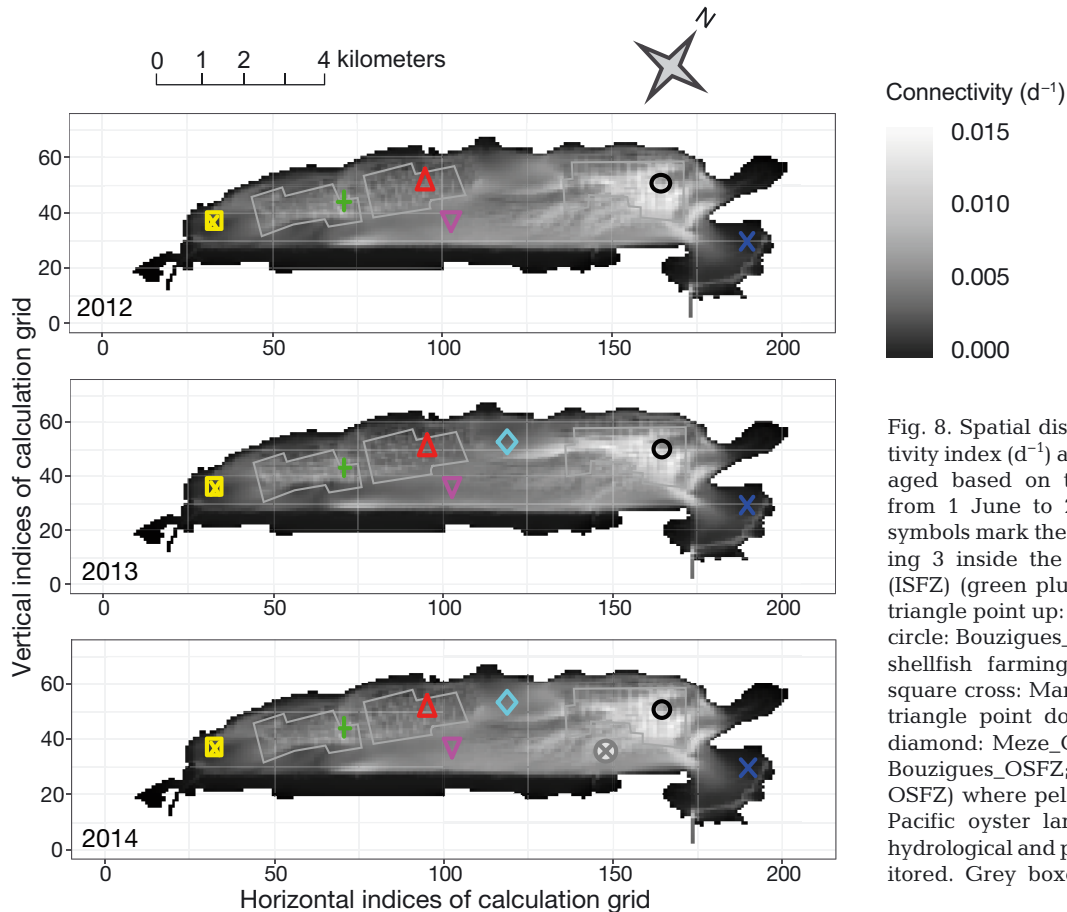 N
0 1 2 4 kilometers
Connectivity (d⁻¹)
0.015
0.010
0.005
0.000
60
40
20
0
2012
0 50 100 150 200
60
40
20
0
2013
0 50 100 150 200
60
40
20
0
2014
0 50 100 150 200
Vertical indices of calculation grid
Horizontal indices of calculation grid
Fig. 8. Spatial dis
tivity index (d⁻¹) a
aged based on t
from 1 June to 2
symbols mark the
ing 3 inside the
(ISFZ) (green plu
triangle point up:
circle: Bouzigues_
shellfish farming
square cross: Mar
triangle point do
diamond: Meze_O
Bouzigues_OSFZ;
OSFZ) where pel
Pacific oyster lar
hydrological and p
itored. Grey boxe